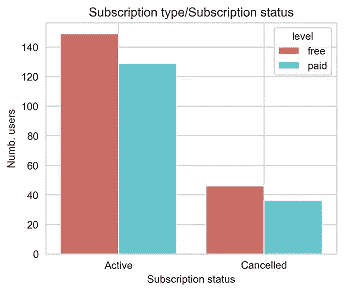 Subscription type/Subscription status
level
free
paid
Numb. users
140
120
100
80
60
40
20
0
Active
Cancelled
Subscription status